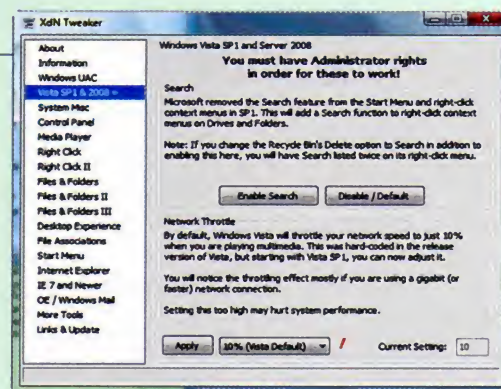 XdN Tweaker
About
Information
Windows UAC
Vista SP1 & 2008
System Misc
Control Panel
Media Player
Right Click
Right Click II
Files & Folders
Files & Folders II
Files & Folders III
Desktop Experience
File Associations
Start Menu
Internet Explorer
IE 7 and Newer
OE / Windows Mail
More Tools
Links & Update
Windows Vista SP1 and Server 2008
You must have Administrator rights
in order for these to work!
Search
Microsoft removed the Search feature from the Start Menu and right-click
context menus in SP1. This will add a Search function to right-click context
menus on Drives and Folders.
Note: If you change the Recycle Bin's Delete option to Search in addition to
enabling this here, you will have Search listed twice on its right-click menu.
Enable Search
Disable / Default
Network Throttle
By default, Windows Vista will throttle your network speed to just 10%
when you are playing multimedia. This was hard-coded in the release
version of Vista, but starting with Vista SP1, you can now adjust it.
You will notice the throttling effect mostly if you are using a gigabit (or
faster) network connection.
Setting this too high may hurt system performance.
Apply
10% (Vista Default)
!
Current Setting: 10